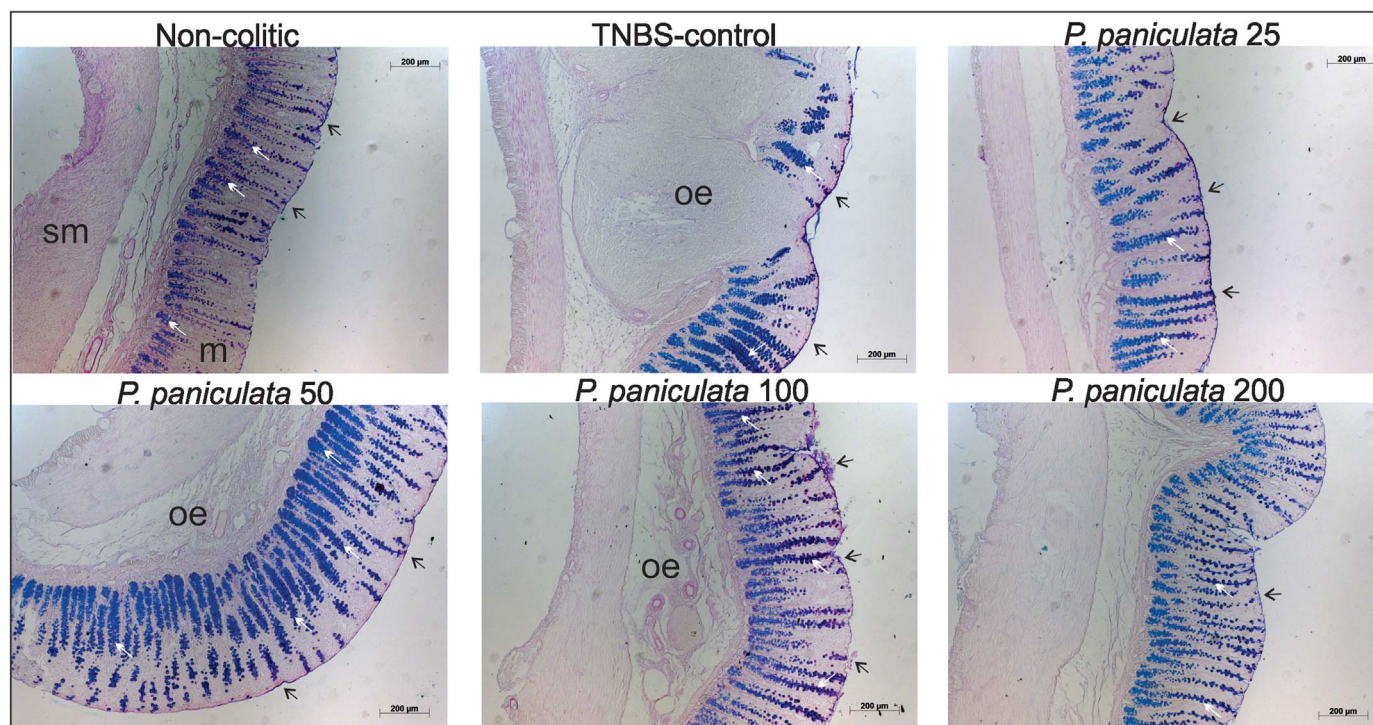 Non-colitic
TNBS-control
P. paniculata 25
200 µm
sm
m
oe
200 µm
200 µm
P. paniculata 50
P. paniculata 100
P. paniculata 200
oe
200 µm
oe
200 µm
200 µm